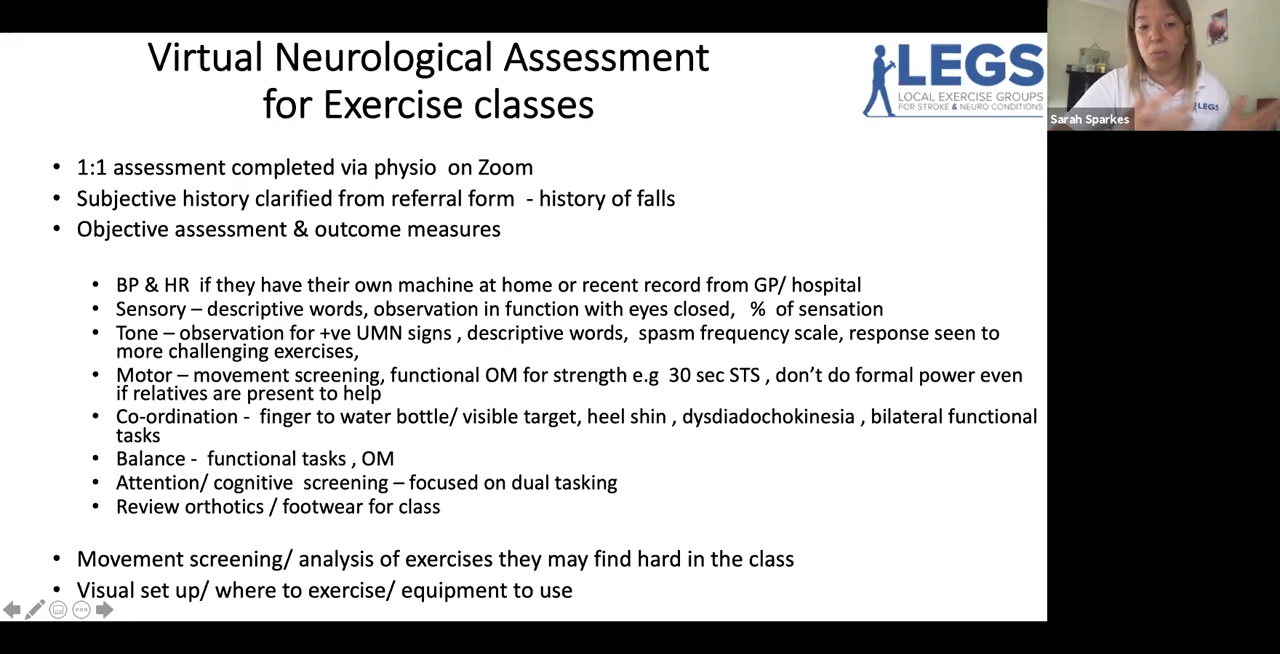 Virtual Neurological Assessment
for Exercise classes
LEGS
LOCAL EXERCISE GROUPS
FOR STROKE & NEURO CONDITIONS
LEGS
Sarah Sparkes
• 1:1 assessment completed via physio on Zoom
• Subjective history clarified from referral form - history of falls
• Objective assessment & outcome measures
• BP & HR if they have their own machine at home or recent record from GP/ hospital
• Sensory – descriptive words, observation in function with eyes closed, % of sensation
• Tone – observation for +ve UMN signs , descriptive words, spasm frequency scale, response seen to
more challenging exercises,
• Motor – movement screening, functional OM for strength e.g 30 sec STS , don’t do formal power even
if relatives are present to help
• Co-ordination - finger to water bottle/ visible target, heel shin , dysdiadochokinesia , bilateral functional
tasks
• Balance - functional tasks , OM
• Attention/ cognitive screening – focused on dual tasking
• Review orthotics / footwear for class
• Movement screening/ analysis of exercises they may find hard in the class
• Visual set up/ where to exercise/ equipment to use